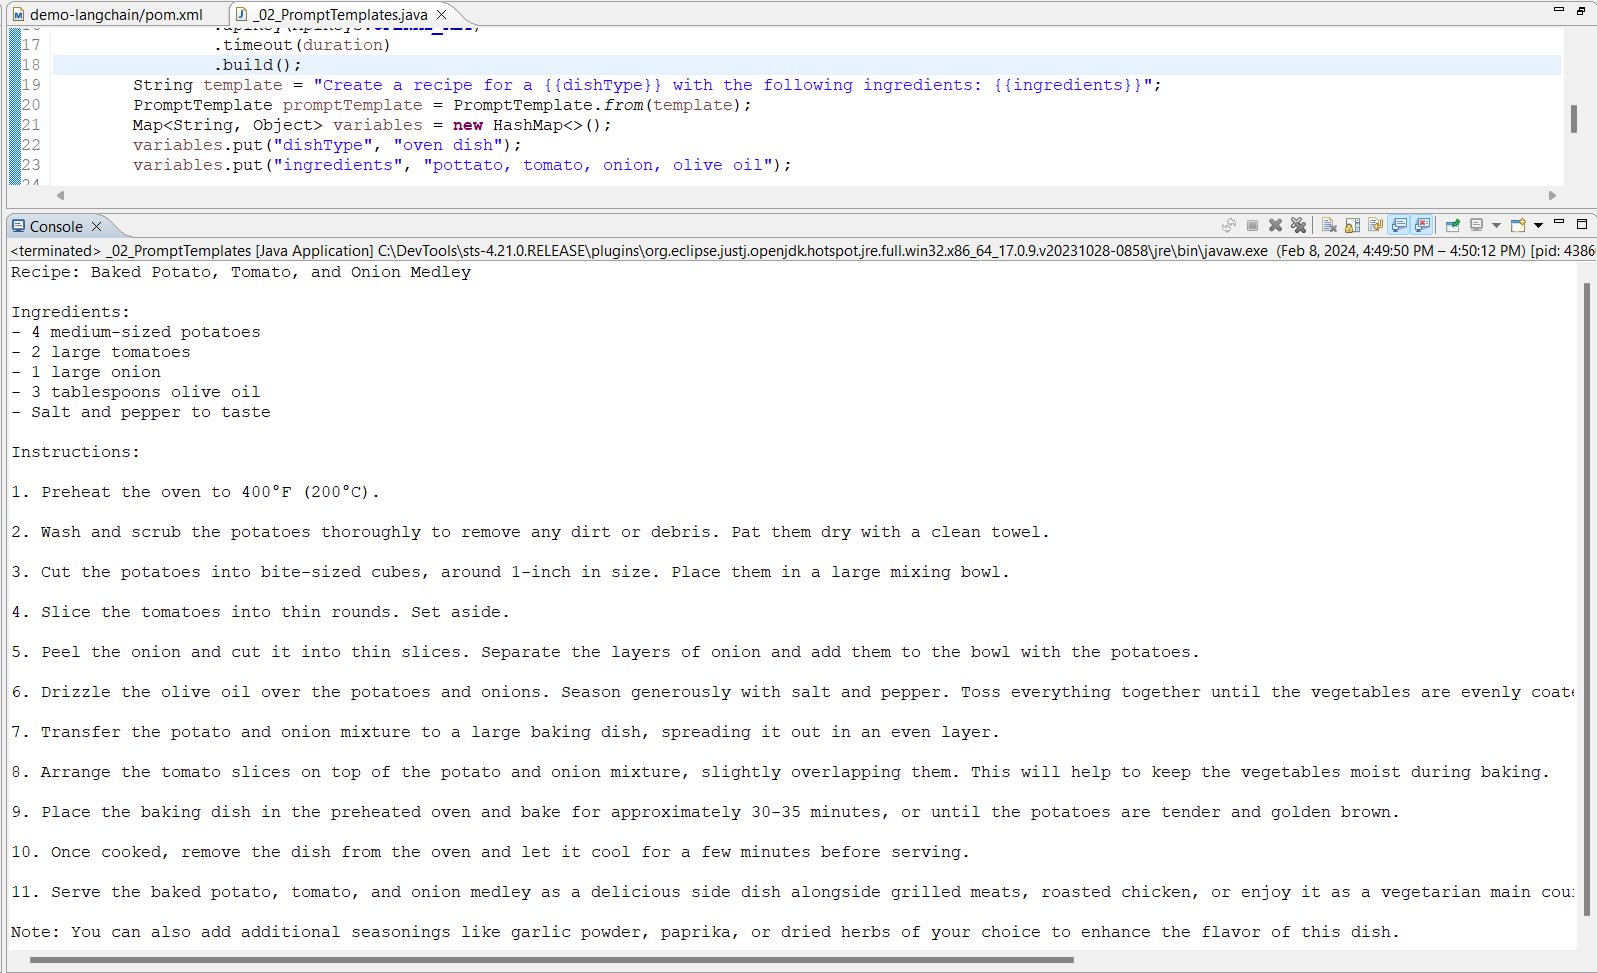 demo-langchain/pom.xml
_02_PromptTemplates.java
17 .timeout(duration)
18 .build();
19 String template = "Create a recipe for a {{dishType}} with the following ingredients: {{ingredients}}";
20 PromptTemplate promptTemplate = PromptTemplate.from(template);
21 Map<String, Object> variables = new HashMap<>();
22 variables.put("dishType", "oven dish");
23 variables.put("ingredients", "pottato, tomato, onion, olive oil");
24
Console
<terminated> _02_PromptTemplates [Java Application] C:\DevTools\sts-4.21.0.RELEASE\plugins\org.eclipse.justj.openjdk.hotspot.jre.full.win32.x86_64_17.0.9.v20231028-0858\jre\bin\javaw.exe (Feb 8, 2024, 4:49:50 PM – 4:50:12 PM) [pid: 4386
Recipe: Baked Potato, Tomato, and Onion Medley
Ingredients:
- 4 medium-sized potatoes
- 2 large tomatoes
- 1 large onion
- 3 tablespoons olive oil
- Salt and pepper to taste
Instructions:
1. Preheat the oven to 400°F (200°C).
2. Wash and scrub the potatoes thoroughly to remove any dirt or debris. Pat them dry with a clean towel.
3. Cut the potatoes into bite-sized cubes, around 1-inch in size. Place them in a large mixing bowl.
4. Slice the tomatoes into thin rounds. Set aside.
5. Peel the onion and cut it into thin slices. Separate the layers of onion and add them to the bowl with the potatoes.
6. Drizzle the olive oil over the potatoes and onions. Season generously with salt and pepper. Toss everything together until the vegetables are evenly coate
7. Transfer the potato and onion mixture to a large baking dish, spreading it out in an even layer.
8. Arrange the tomato slices on top of the potato and onion mixture, slightly overlapping them. This will help to keep the vegetables moist during baking.
9. Place the baking dish in the preheated oven and bake for approximately 30-35 minutes, or until the potatoes are tender and golden brown.
10. Once cooked, remove the dish from the oven and let it cool for a few minutes before serving.
11. Serve the baked potato, tomato, and onion medley as a delicious side dish alongside grilled meats, roasted chicken, or enjoy it as a vegetarian main cou
Note: You can also add additional seasonings like garlic powder, paprika, or dried herbs of your choice to enhance the flavor of this dish.